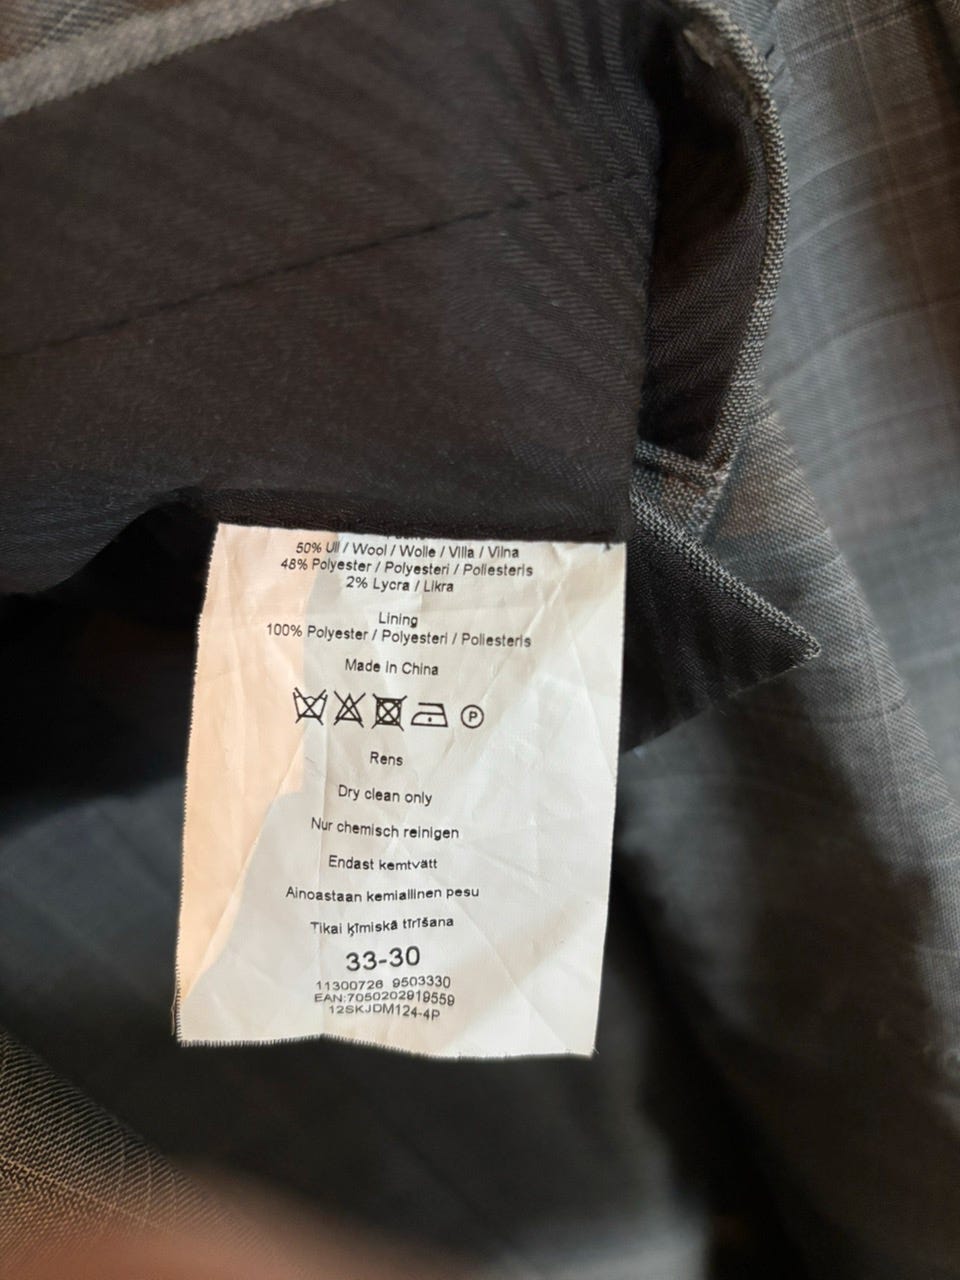 50% Ull / Wool / Wolle / Villa / Vilna
48% Polyester / Polyesteri / Poliesteris
2% Lycra / Likra
Lining
100% Polyester / Polyesteri / Poliesteris
Made in China
P
Rens
Dry clean only
Nur chemisch reinigen
Endast kemtvätt
Ainoastaan kemiallinen pesu
Tikai ķīmiskā tīrīšana
33-30
11300726 9503330
EAN:7050202919559
12SKJDM124-4P